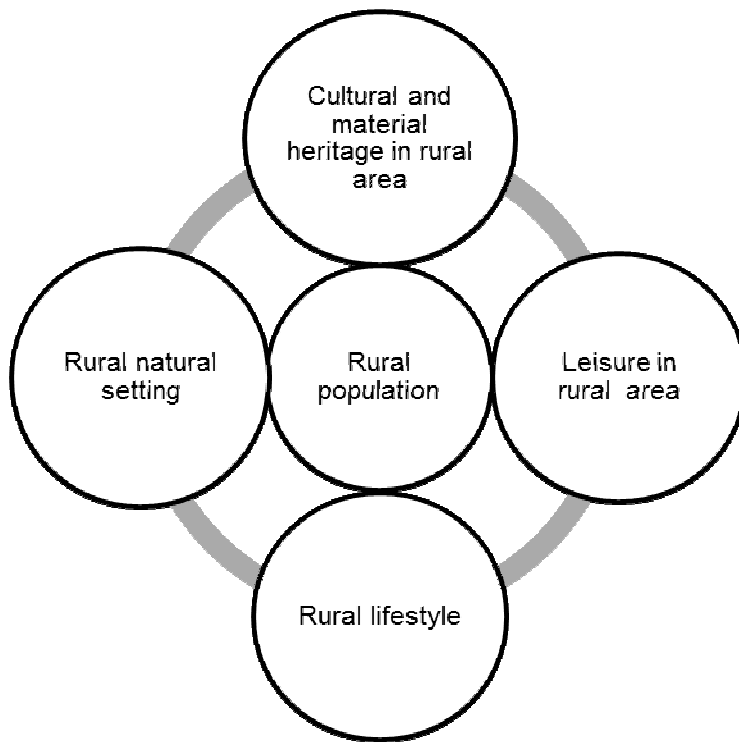 Cultural and
material
heritage in rural
area
Rural natural
setting
Rural
population
Leisure in
rural area
Rural lifestyle